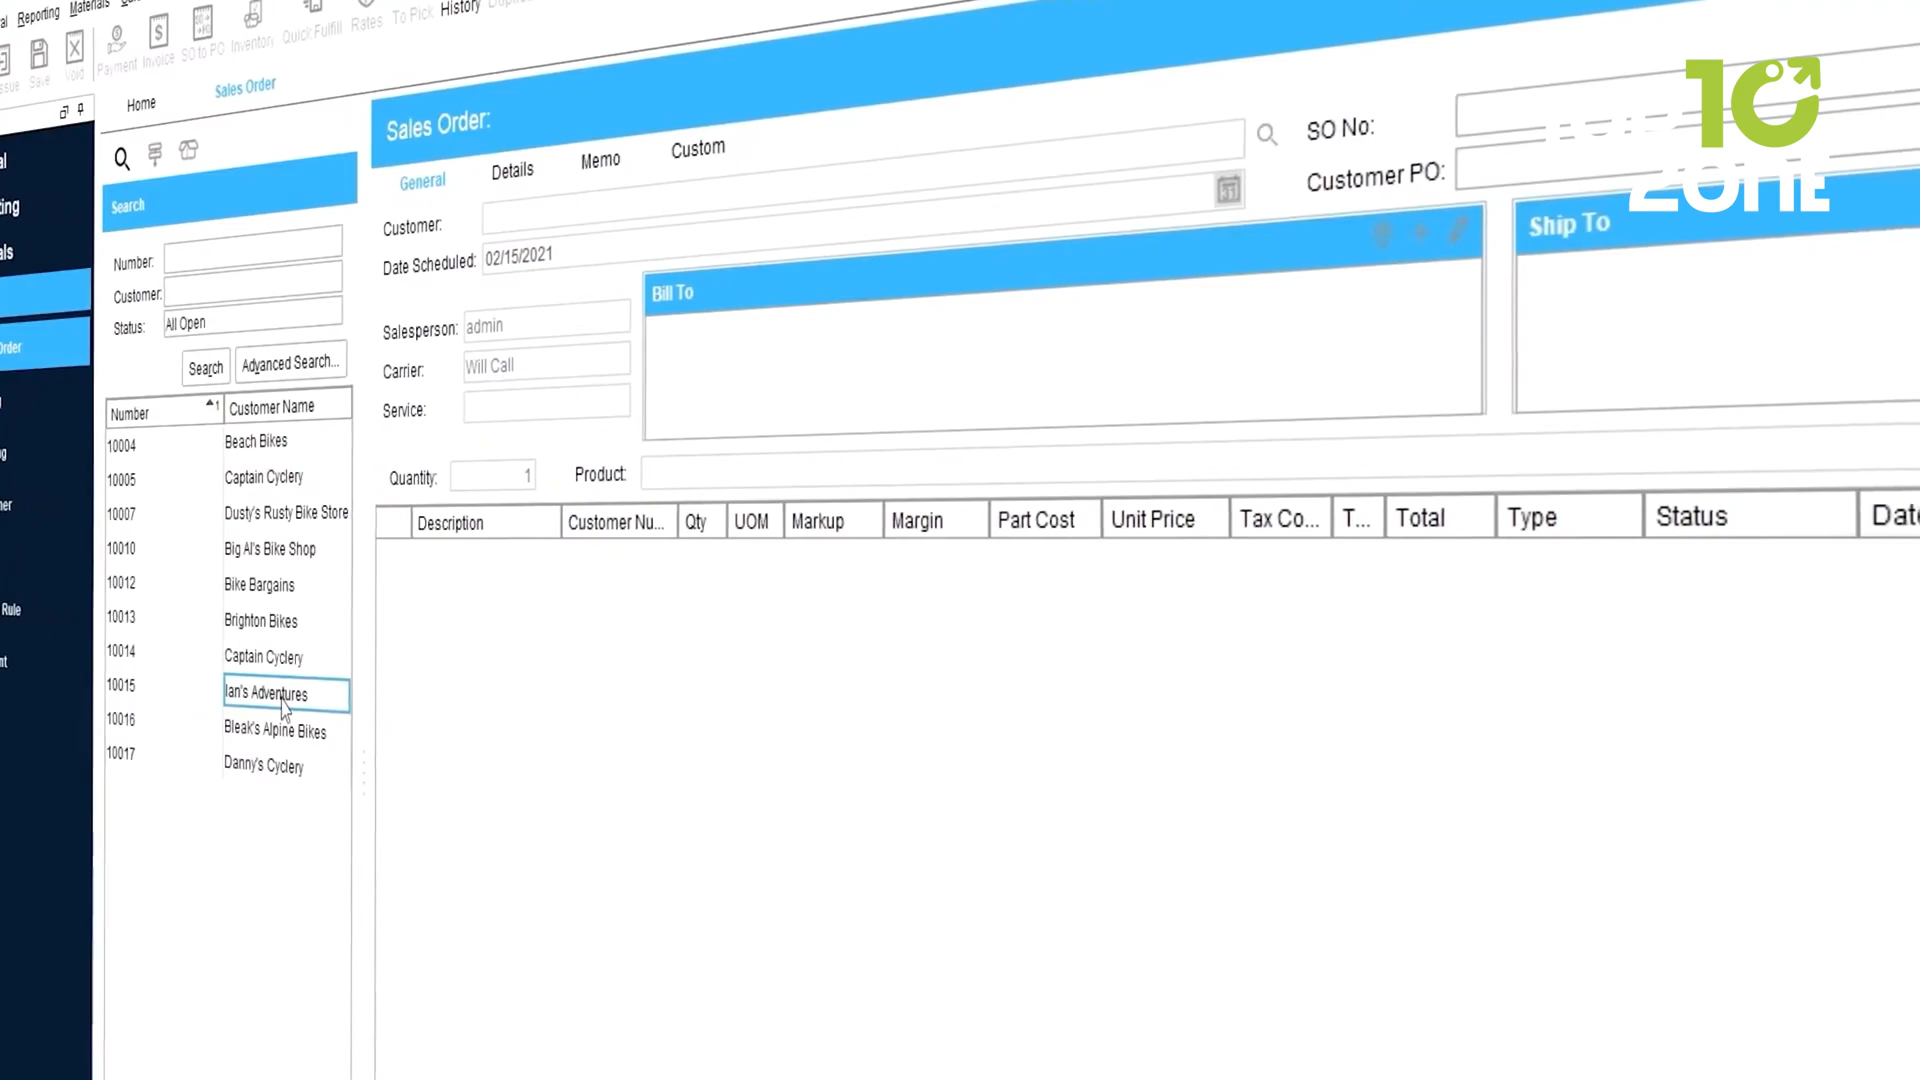 Reporting
Materials
Save
Void
Payment
Invoice
SO to PO
Inventory
Quick Fulfill
Rates
To Pick
History
Home
Sales Order
Search
Number:
Customer:
Status:
All Open
Search
Advanced Search...
Number 1 Customer Name
10004 Beach Bikes
10005 Captain Cyclery
10007 Dusty's Rusty Bike Store
10010 Big Al's Bike Shop
10012 Bike Bargains
10013 Brighton Bikes
10014 Captain Cyclery
10015 Ian's Adventures
10016 Bleak's Alpine Bikes
10017 Danny's Cyclery
Rule
Sales Order:
General
Details
Memo
Custom
Customer:
Date Scheduled: 02/15/2021
SO No:
Customer PO:
Salesperson: admin
Carrier: Will Call
Service:
Bill To
Ship To
Quantity: 1
Product:
Description Customer Nu... Qty UOM Markup Margin Part Cost Unit Price Tax Co... T... Total Type Status
10
ZONE